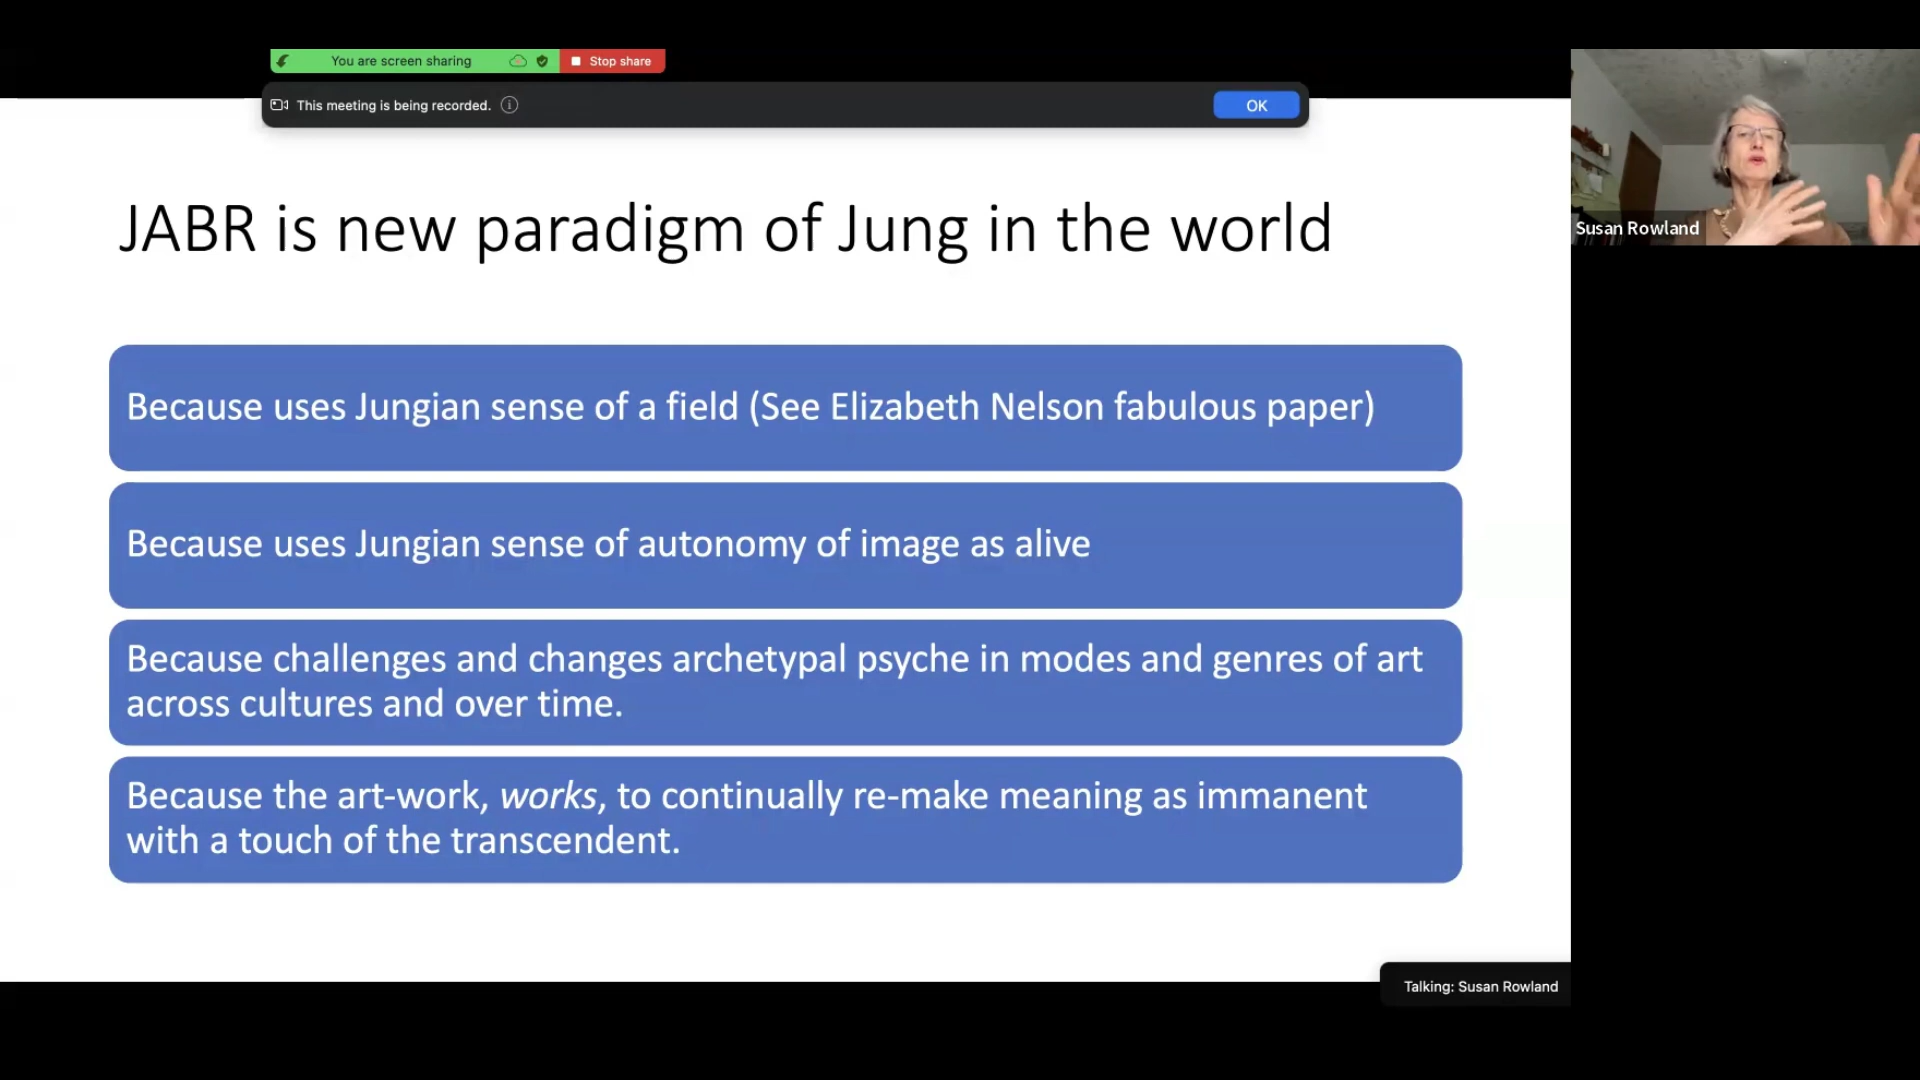 You are screen sharing
Stop share
This meeting is being recorded.
OK
JABR is new paradigm of Jung in the world
Susan Rowland
Because uses Jungian sense of a field (See Elizabeth Nelson fabulous paper)
Because uses Jungian sense of autonomy of image as alive
Because challenges and changes archetypal psyche in modes and genres of art
across cultures and over time.
Because the art-work, works, to continually re-make meaning as immanent
with a touch of the transcendent.
Talking: Susan Rowland